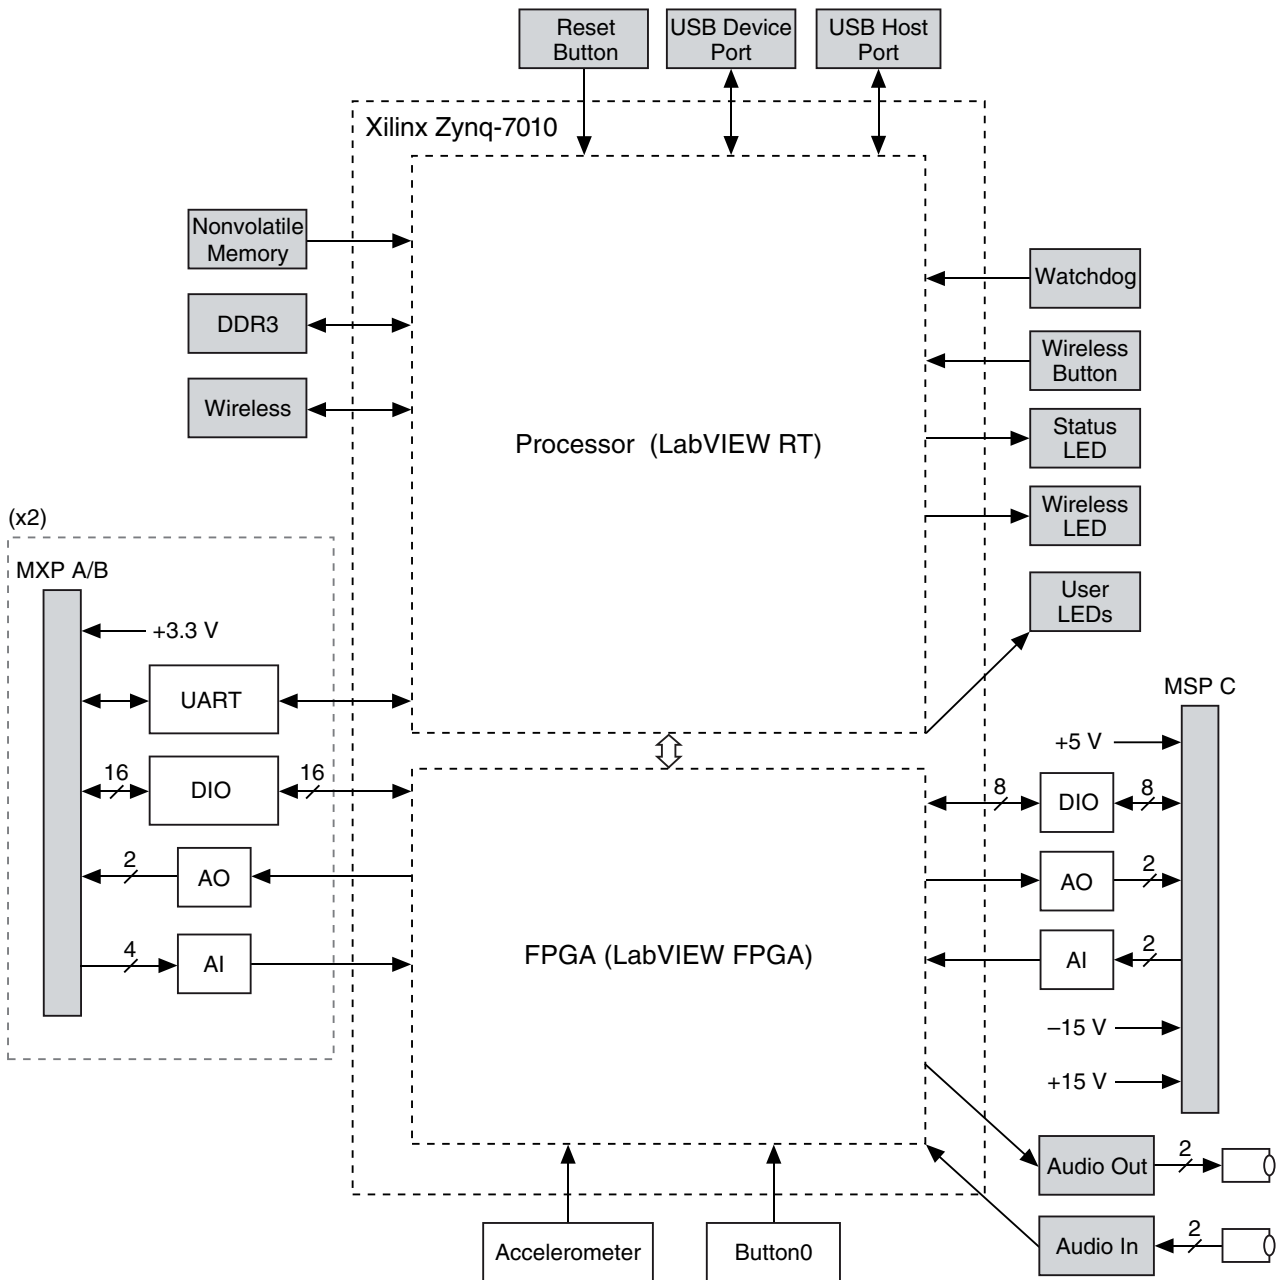 Reset
Button
USB Device
Port
USB Host
Port
Xilinx Zynq-7010
Nonvolatile
Memory
DDR3
Wireless
Processor (LabVIEW RT)
Watchdog
Wireless
Button
Status
LED
Wireless
LED
User
LEDs
(x2)
MXP A/B
+3.3 V
UART
16
DIO
16
2
AO
4
AI
FPGA (LabVIEW FPGA)
MSP C
+5 V
8
DIO
8
AO
2
AI
2
–15 V
+15 V
Audio Out
2
Audio In
2
Accelerometer
Button0